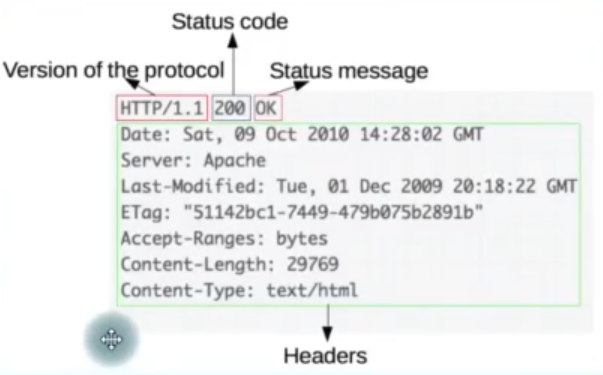 Status code
Version of the protocol Status message
HTTP/1.1 200 OK
Date: Sat, 09 Oct 2010 14:28:02 GMT
Server: Apache
Last-Modified: Tue, 01 Dec 2009 20:18:22 GMT
ETag: "51142bc1-7449-479b075b2891b"
Accept-Ranges: bytes
Content-Length: 29769
Content-Type: text/html
Headers